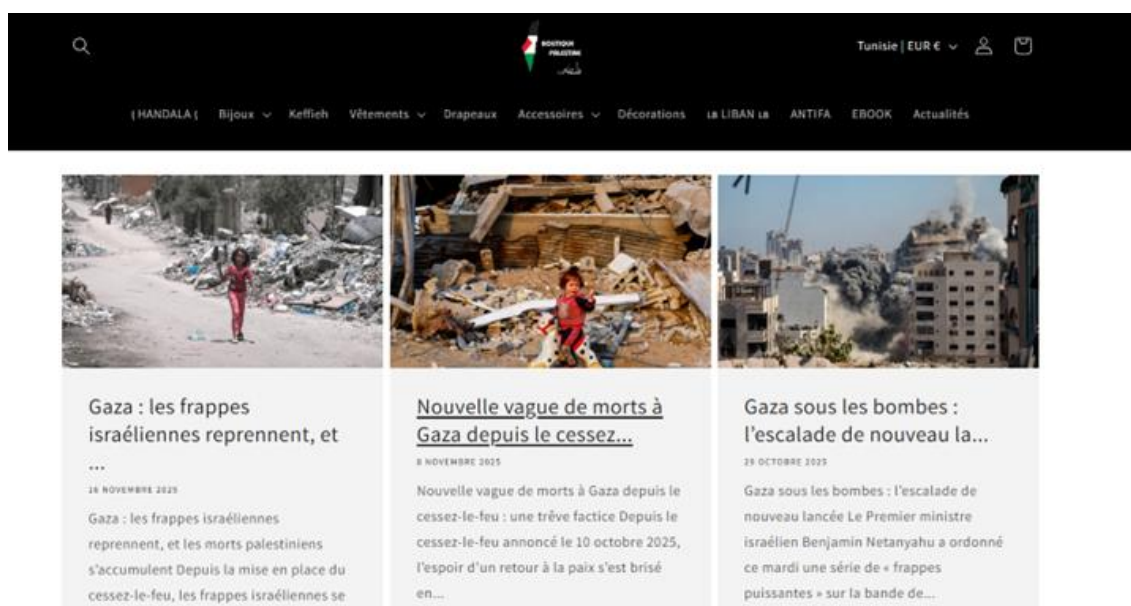 BOUTIQUE
PALESTINE
Tunisie | EUR €
HANDALA
Bijoux
Keffieh
Vêtements
Drapeaux
Accessoires
Décorations
LB LIBAN LB
ANTIFA
EBOOK
Actualités
Gaza : les frappes
israéliennes reprennent, et
...
16 NOVEMBRE 2025
Gaza : les frappes israéliennes
reprennent, et les morts palestiniens
s'accumulent Depuis la mise en place du
cessez-le-feu, les frappes israéliennes se
Nouvelle vague de morts à
Gaza depuis le cessez...
8 NOVEMBRE 2025
Nouvelle vague de morts à Gaza depuis le
cessez-le-feu : une trêve factice Depuis le
cessez-le-feu annoncé le 10 octobre 2025,
l'espoir d'un retour à la paix s'est brisé
en...
Gaza sous les bombes :
l'escalade de nouveau la...
29 OCTOBRE 2025
Gaza sous les bombes : l'escalade de
nouveau lancée Le Premier ministre
israélien Benjamin Netanyahu a ordonné
ce mardi une série de « frappes
puissantes » sur la bande de...